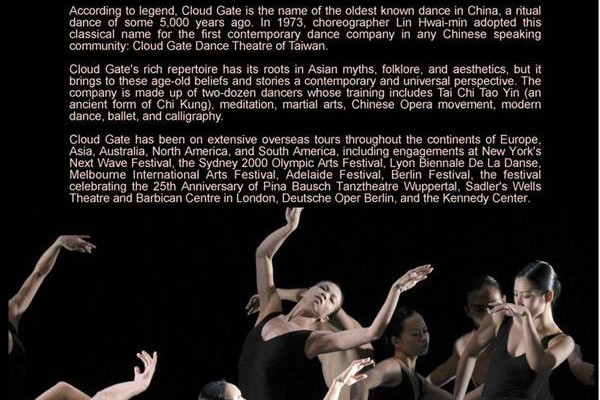 According to legend, Cloud Gate is the name of the oldest known dance in China, a ritual
dance of some 5,000 years ago. In 1973, choreographer Lin Hwai-min adopted this
classical name for the first contemporary dance company in any Chinese speaking
community: Cloud Gate Dance Theatre of Taiwan.
Cloud Gate's rich repertoire has its roots in Asian myths, folklore, and aesthetics, but it
brings to these age-old beliefs and stories a contemporary and universal perspective. The
company is made up of two-dozen dancers whose training includes Tai Chi Tao Yin (an
ancient form of Chi Kung), meditation, martial arts, Chinese Opera movement, modern
dance, ballet, and calligraphy.
Cloud Gate has been on extensive overseas tours throughout the continents of Europe,
Asia, Australia, North America, and South America, including engagements at New York's
Next Wave Festival, the Sydney 2000 Olympic Arts Festival, Lyon Biennale De La Danse,
Melbourne International Arts Festival, Adelaide Festival, Berlin Festival, the festival
celebrating the 25th Anniversary of Pina Bausch Tanztheatre Wuppertal, Sadler's Wells
Theatre and Barbican Centre in London, Deutsche Oper Berlin, and the Kennedy Center.